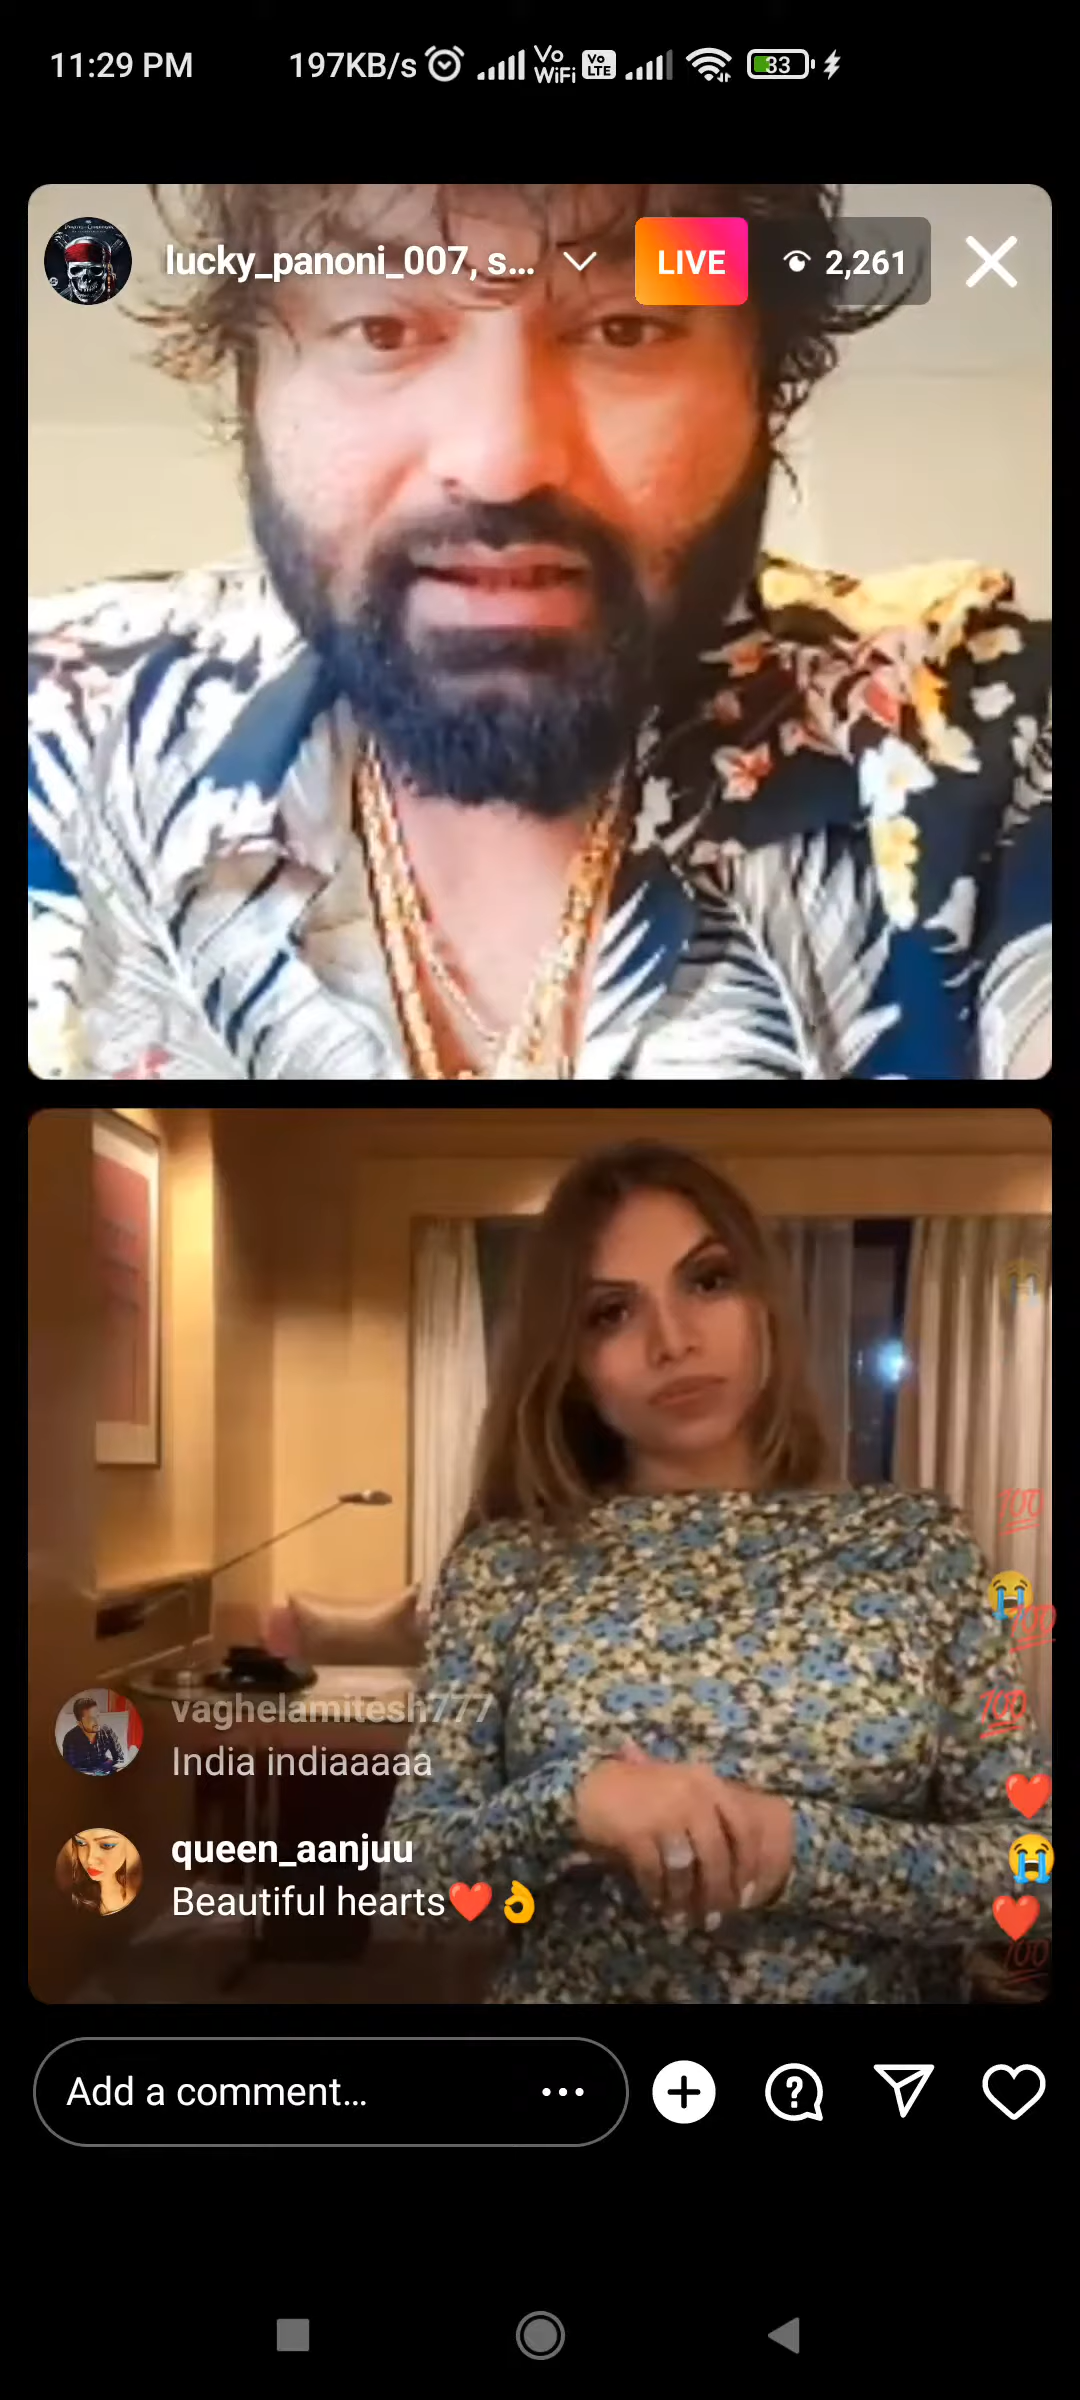 11:29 PM 197KB/s Vo WiFi Vo LTE 33
lucky_panoni_007, s... LIVE 2,261
vaghelamitesh777
India indiaaaaa
queen_aanjuu
Beautiful hearts❤️👌
Add a comment...